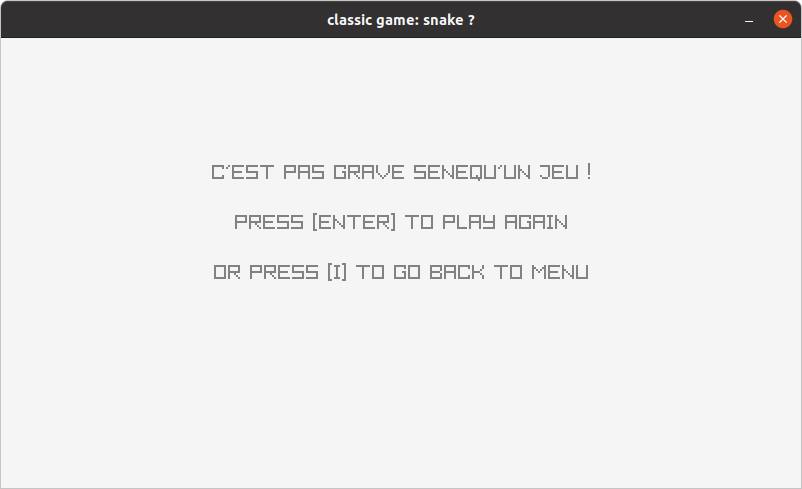 classic game: snake ?
C'EST PAS GRAVE SENEQU'UN JEU !
PRESS [ENTER] TO PLAY AGAIN
OR PRESS [I] TO GO BACK TO MENU